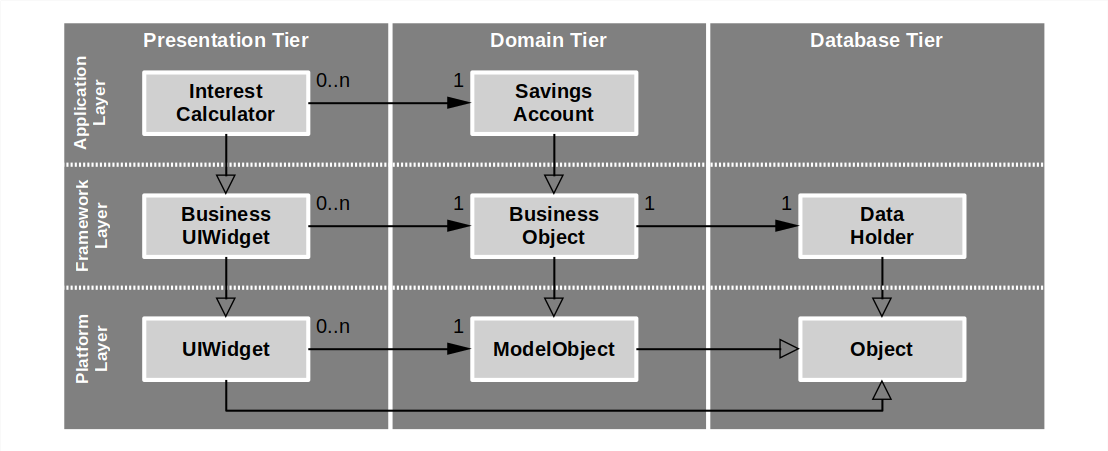 Presentation Tier
Domain Tier
Database Tier
Application
Layer
Interest
Calculator
0..n
1
Savings
Account
Framework
Layer
Business
UIWidget
0..n
1
Business
Object
1
1
Data
Holder
Platform
Layer
UIWidget
0..n
1
ModelObject
Object